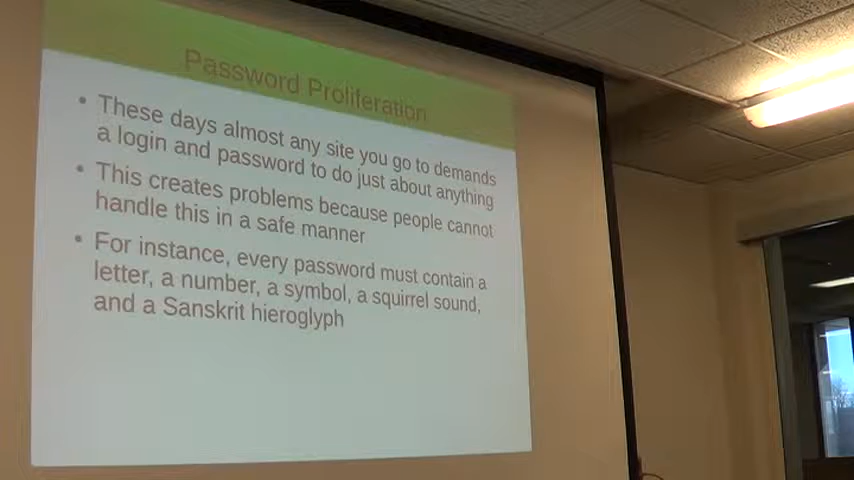 Password Proliferation
• These days almost any site you go to demands
a login and password to do just about anything
• This creates problems because people cannot
handle this in a safe manner
• For instance, every password must contain a
letter, a number, a symbol, a squirrel sound,
and a Sanskrit hieroglyph